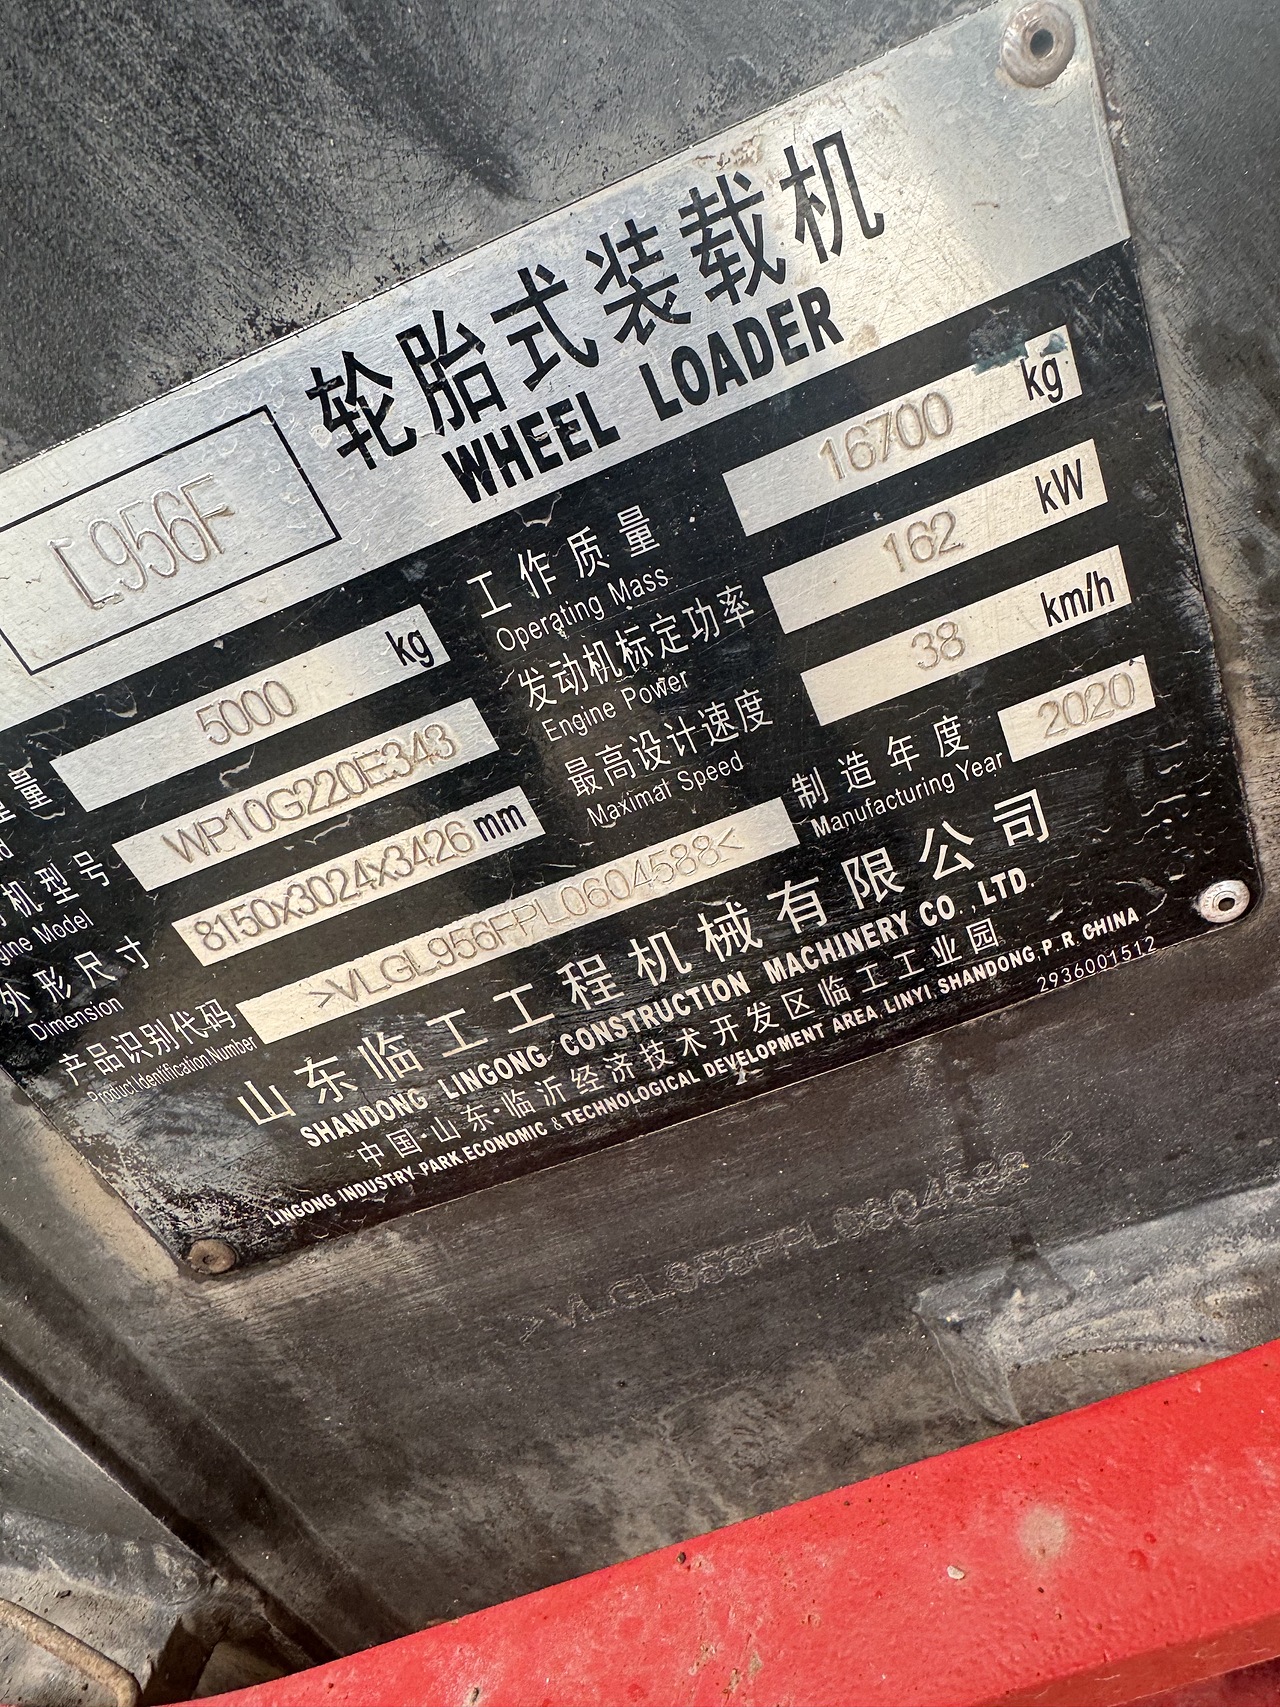 L956F
轮胎式装载机
WHEEL LOADER
量 5000 kg
工作质量 16700 kg
Operating Mass
机型号 WP10G220E343
Model
发动机标定功率 162 kW
Engine Power
外形尺寸 8150x3024x3426 mm
Dimension
最高设计速度 38 km/h
Maximal Speed
产品识别代码 >VLGL956FPL0604588<
Product Identification Number
制造年度 2020
Manufacturing Year
山东临工工程机械有限公司
SHANDONG LINGONG CONSTRUCTION MACHINERY CO., LTD.
中国·山东·临沂经济技术开发区临工工业园
LINGONG INDUSTRY PARK,ECONOMIC & TECHNOLOGICAL DEVELOPMENT AREA, LINYI, SHANDONG, P. R. CHINA
2936001512
>VLGL956FPL0604588<